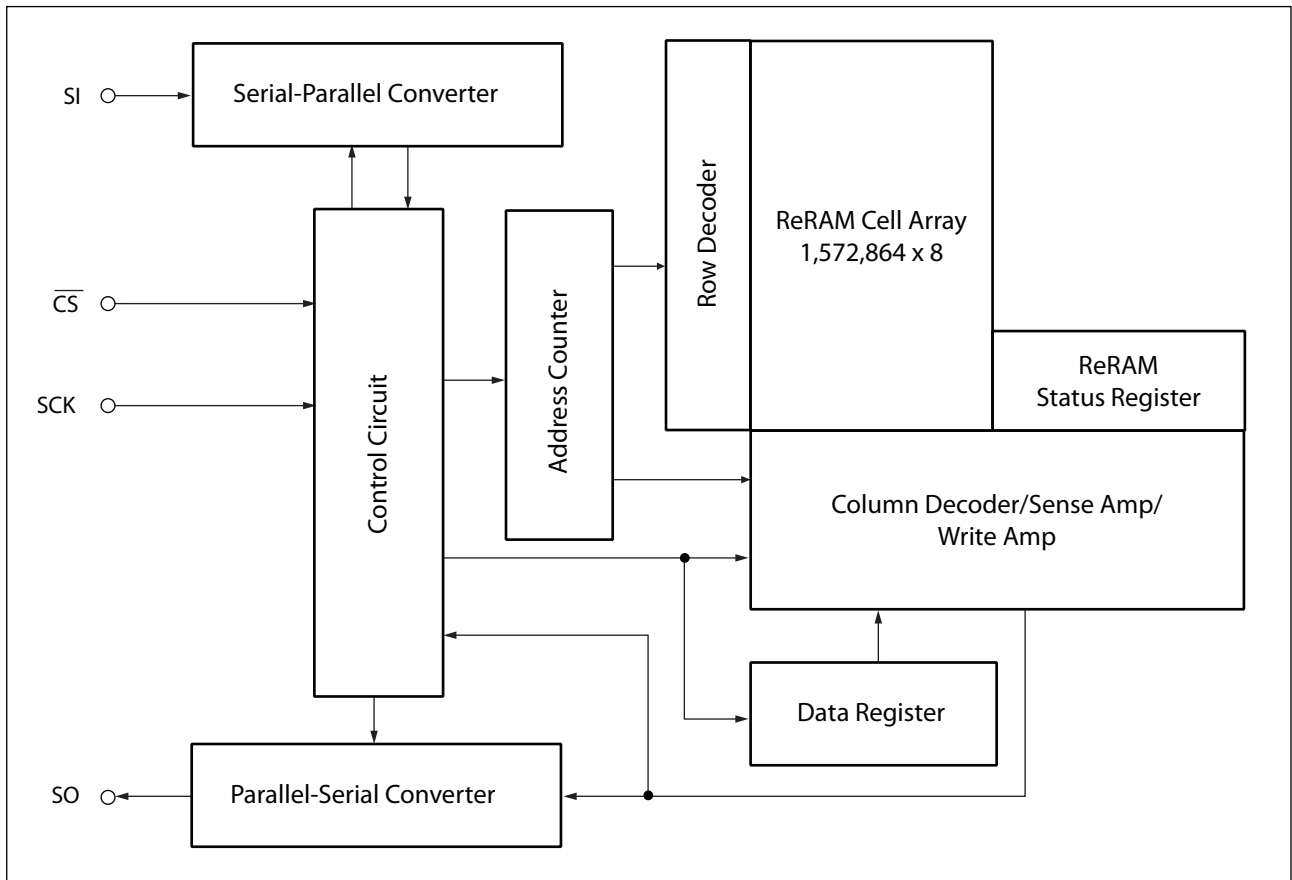 SI
Serial-Parallel Converter
Row Decoder
ReRAM Cell Array
1,572,864 x 8
CS
SCK
Control Circuit
Address Counter
ReRAM
Status Register
Column Decoder/Sense Amp/
Write Amp
Data Register
SO
Parallel-Serial Converter